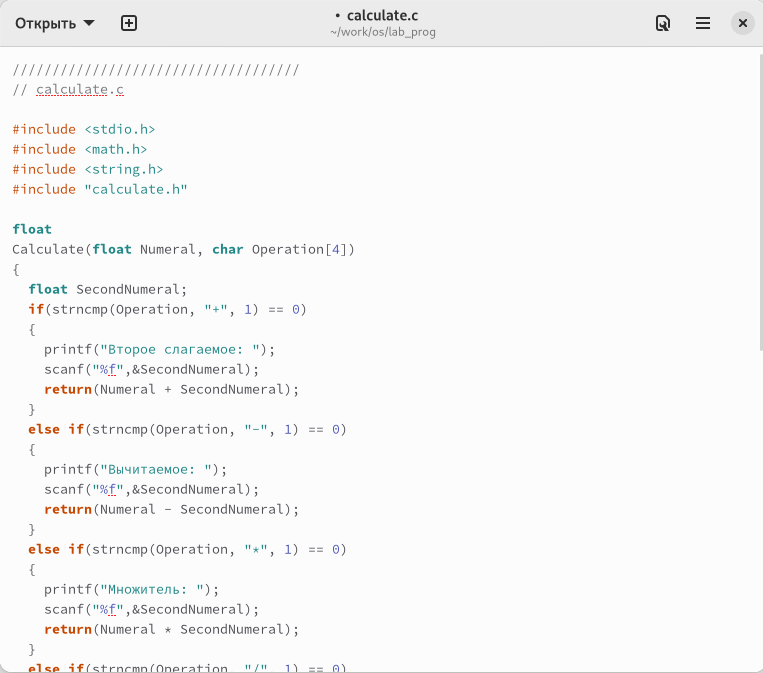 Открыть
• calculate.c
~/work/os/lab_prog
////////////////////////////////////
// calculate.c
#include <stdio.h>
#include <math.h>
#include <string.h>
#include "calculate.h"
float
Calculate(float Numeral, char Operation[4])
{
float SecondNumeral;
if(strncmp(Operation, "+", 1) == 0)
{
printf("Второе слагаемое: ");
scanf("%f",&SecondNumeral);
return(Numeral + SecondNumeral);
}
else if(strncmp(Operation, "-", 1) == 0)
{
printf("Вычитаемое: ");
scanf("%f",&SecondNumeral);
return(Numeral - SecondNumeral);
}
else if(strncmp(Operation, "*", 1) == 0)
{
printf("Множитель: ");
scanf("%f",&SecondNumeral);
return(Numeral * SecondNumeral);
}
else if(strncmp(Operation, "/", 1) == 0)